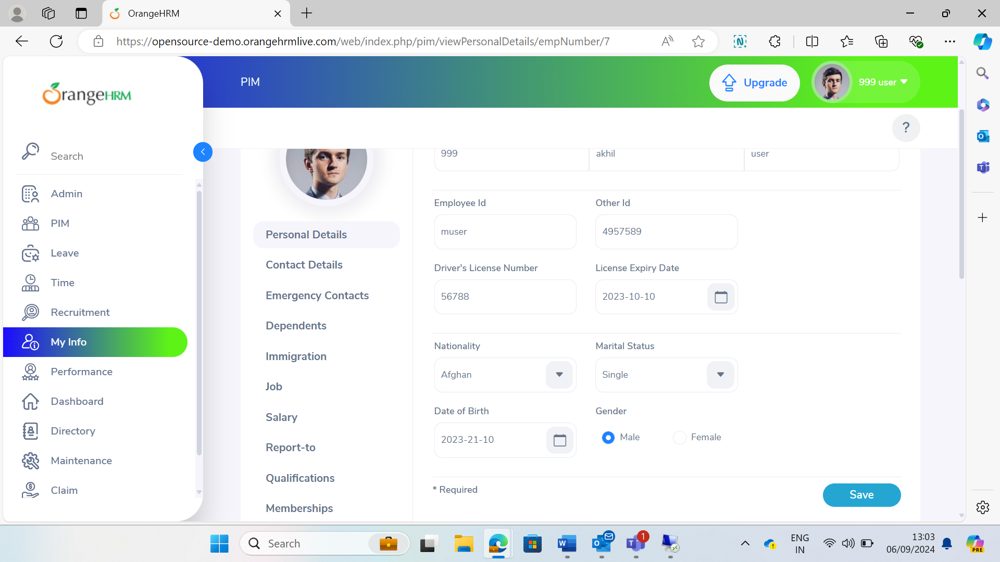 OrangeHRM
https://opensource-demo.orangehrmlive.com/web/index.php/pim/viewPersonalDetails/empNumber/7
OrangeHRM
PIM
Upgrade
999 user
?
Search
Admin
PIM
Leave
Time
Recruitment
My Info
Performance
Dashboard
Directory
Maintenance
Claim
Personal Details
Contact Details
Emergency Contacts
Dependents
Immigration
Job
Salary
Report-to
Qualifications
Memberships
999 akhil user
Employee Id Other Id
muser 4957589
Driver's License Number License Expiry Date
56788 2023-10-10
Nationality Marital Status
Afghan Single
Date of Birth Gender
2023-21-10 Male Female
* Required Save
Search
1
ENG
IN
13:03
06/09/2024
PRE